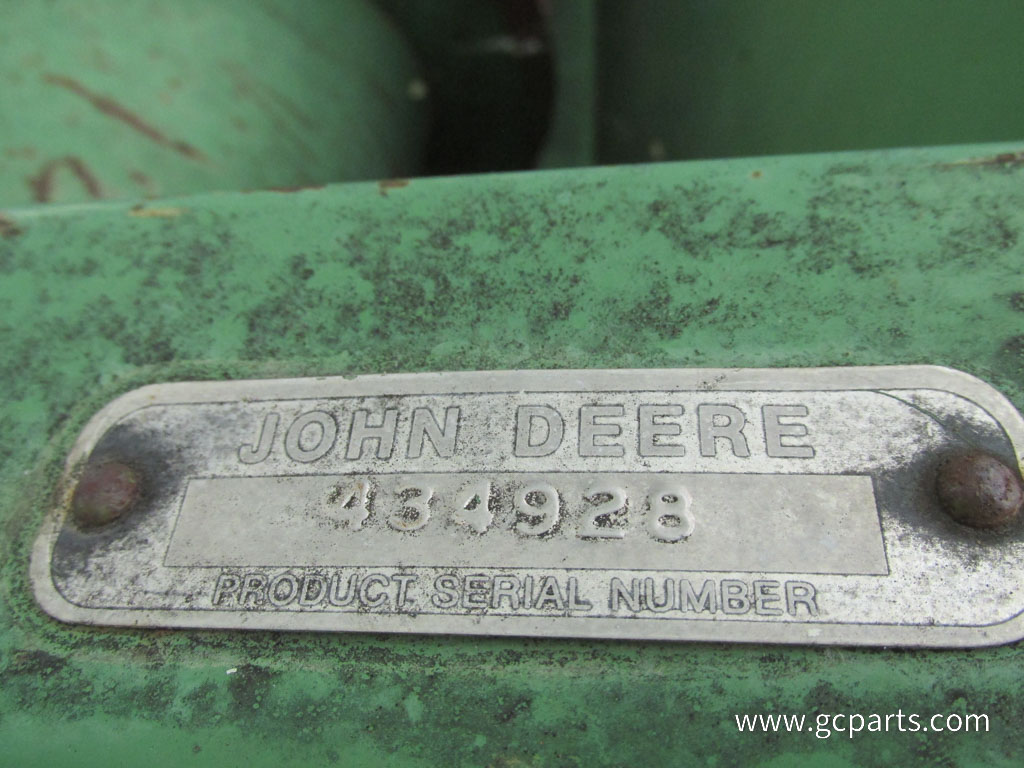 JOHN DEERE
434928
PRODUCT SERIAL NUMBER
www.gcparts.com